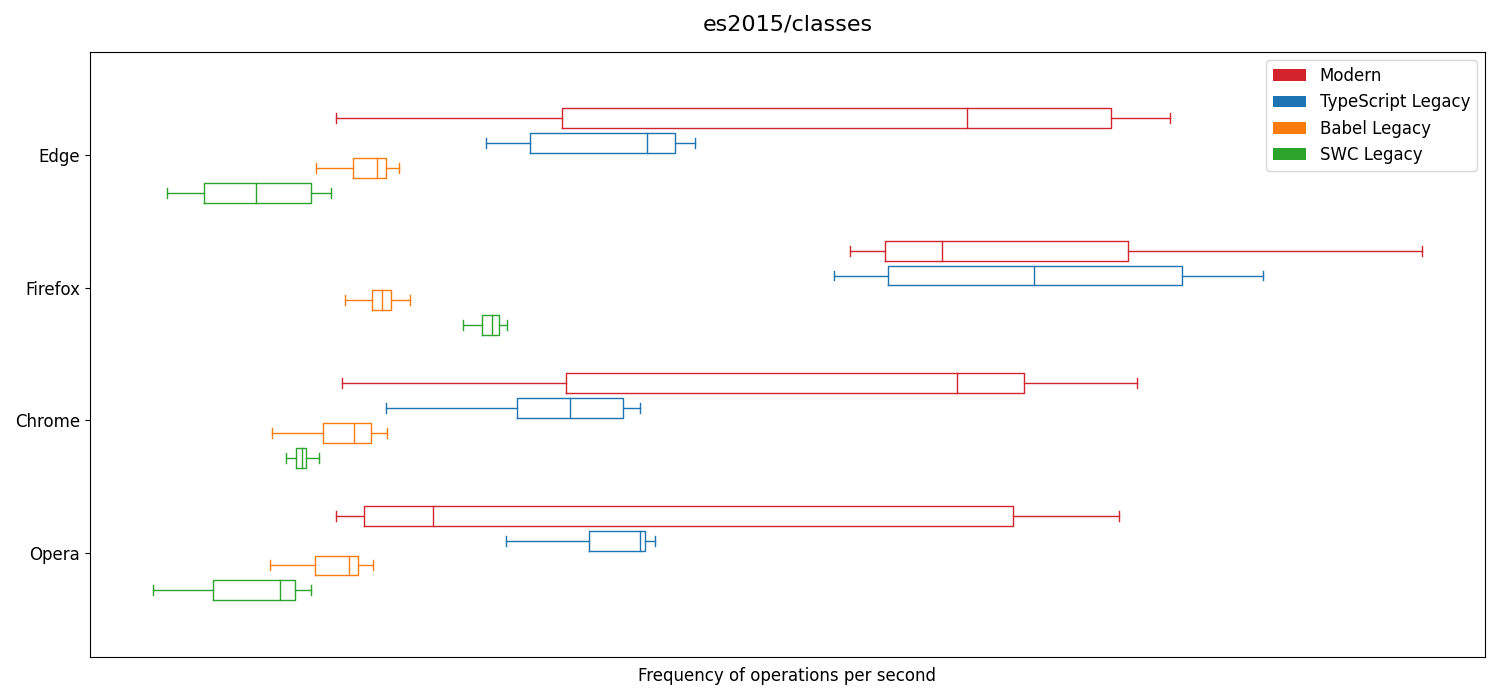 es2015/classes
Modern
TypeScript Legacy
Babel Legacy
SWC Legacy
Edge
Firefox
Chrome
Opera
Frequency of operations per second